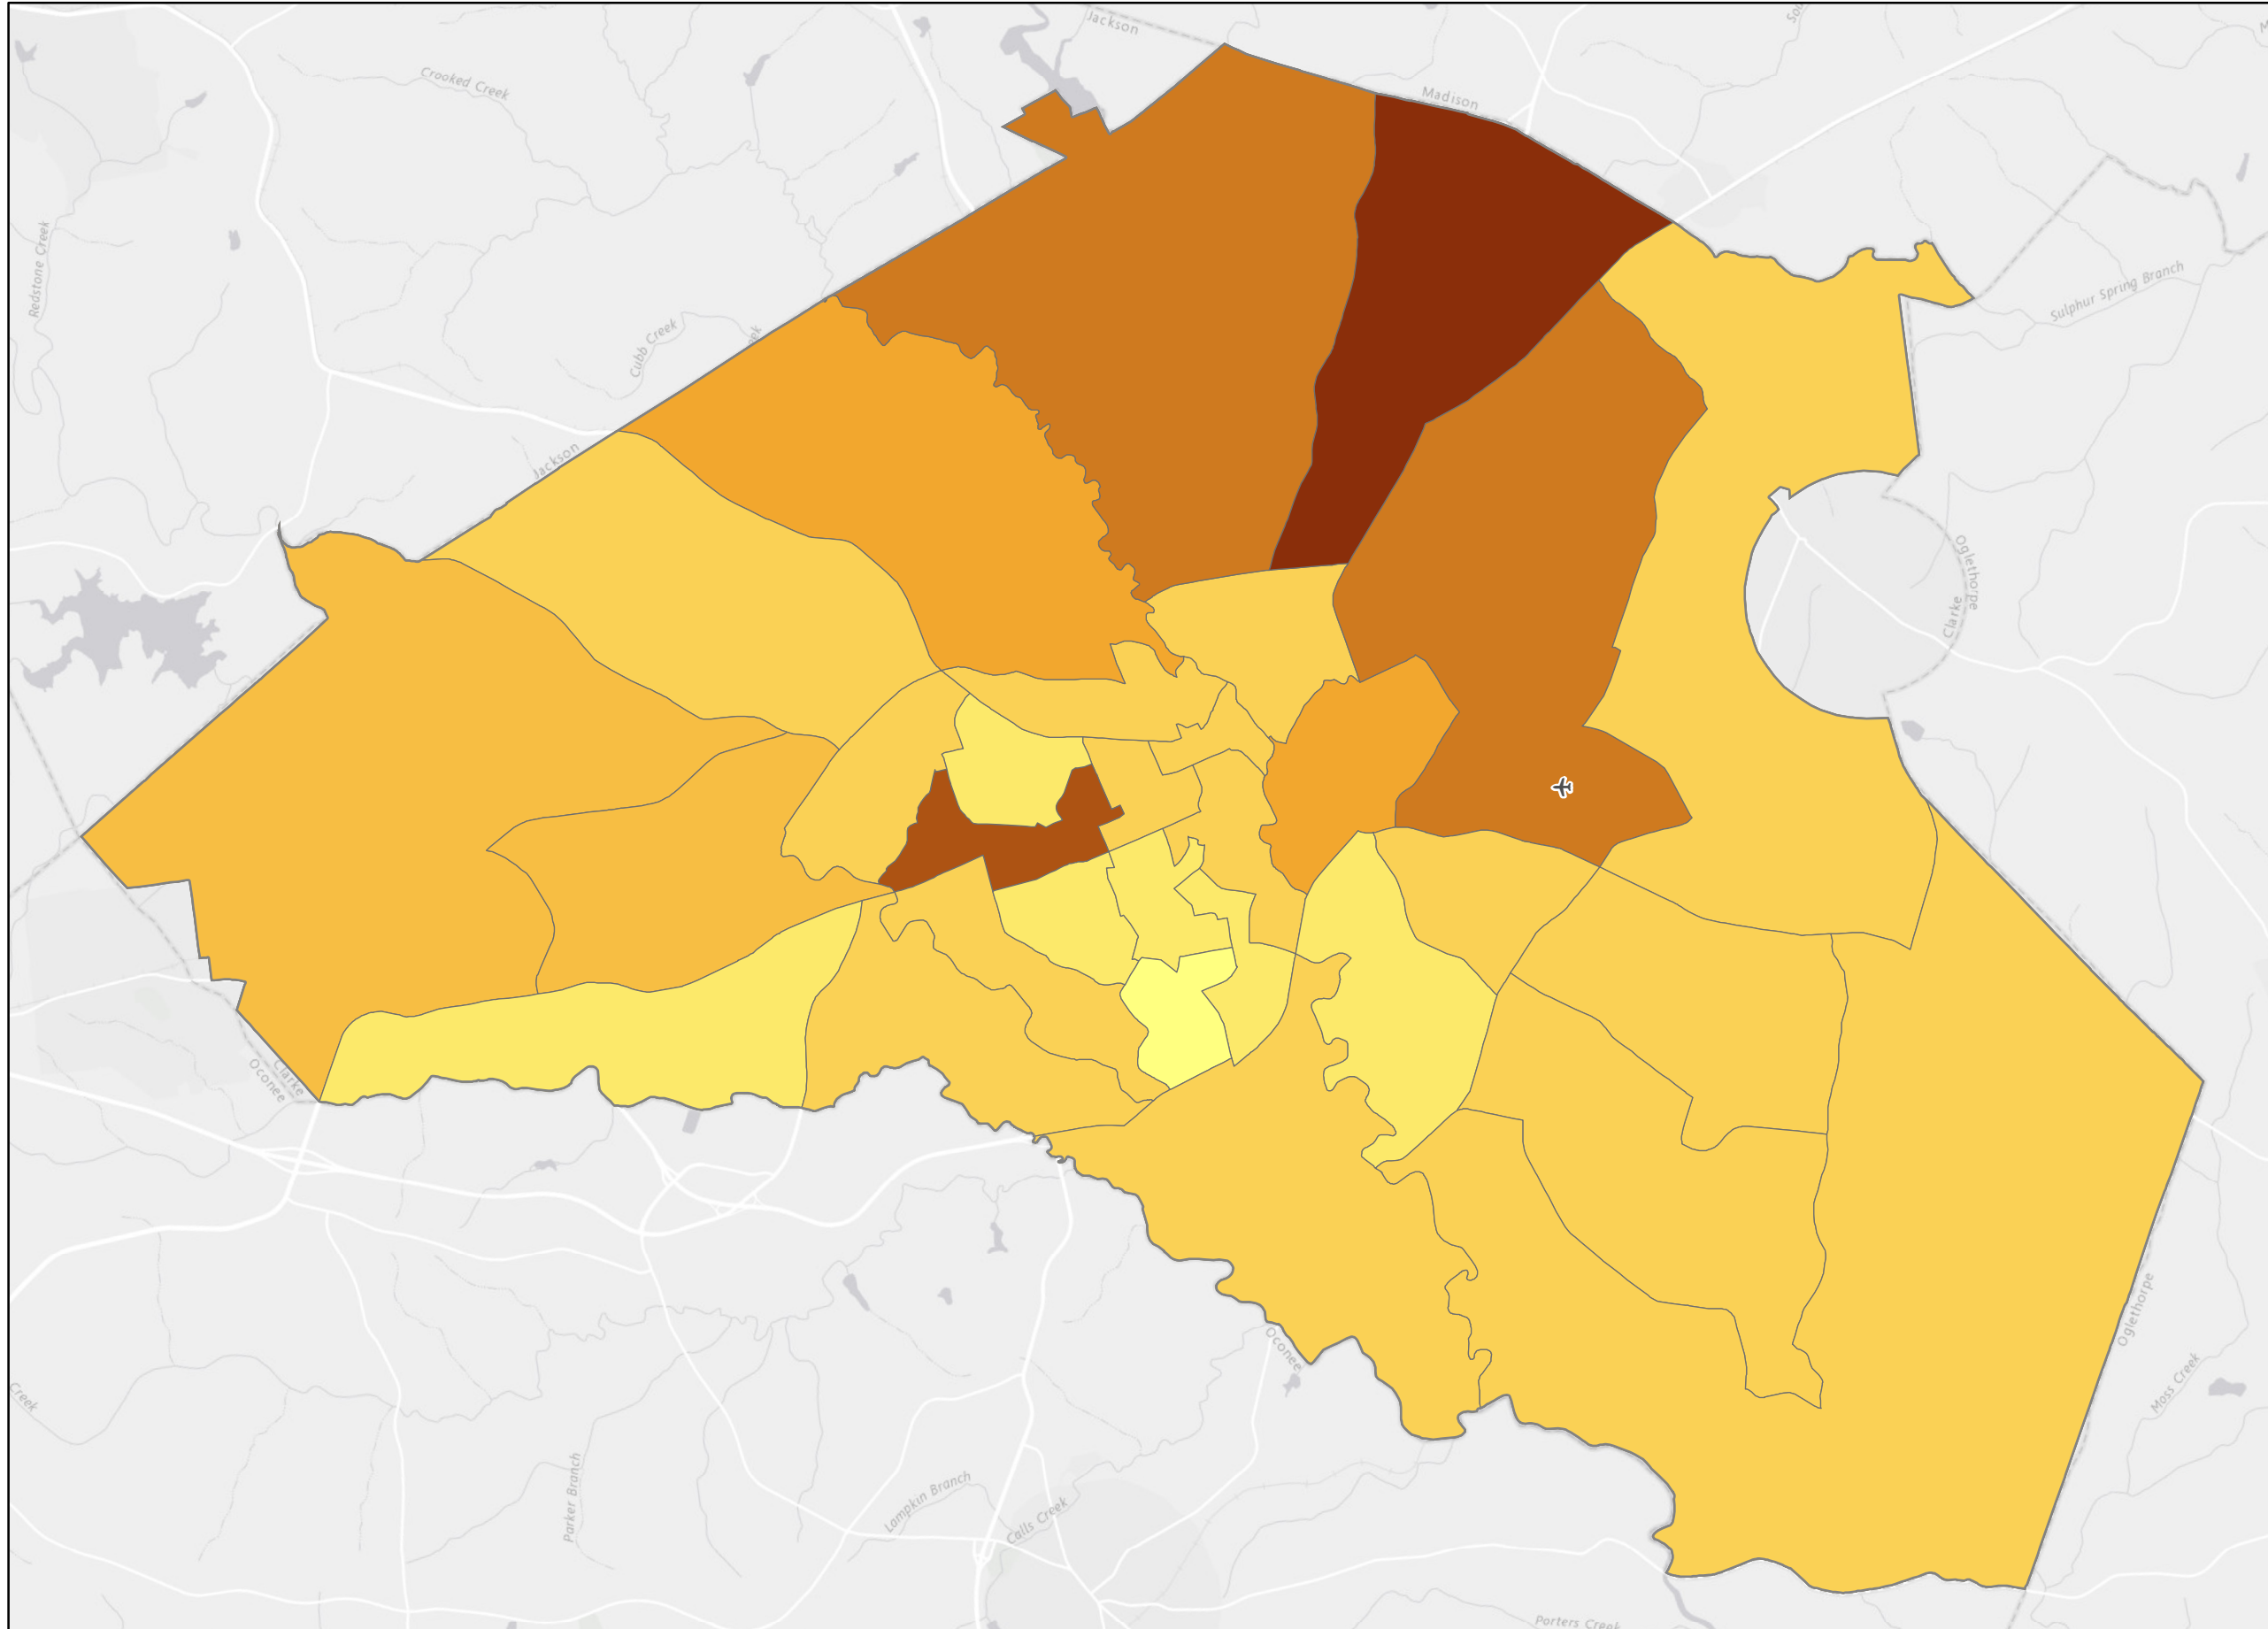 Jackson
Crooked Creek
Madison
Redstone Creek
Sulphur Spring Branch
Cubb Creek
Jackson
Oglethorpe
Clarke
Clarke
Oconee
Oglethorpe
Oconee
Moss Creek
Creek
Parker Branch
Lampkin Branch
Calls Creek
Porters Creek